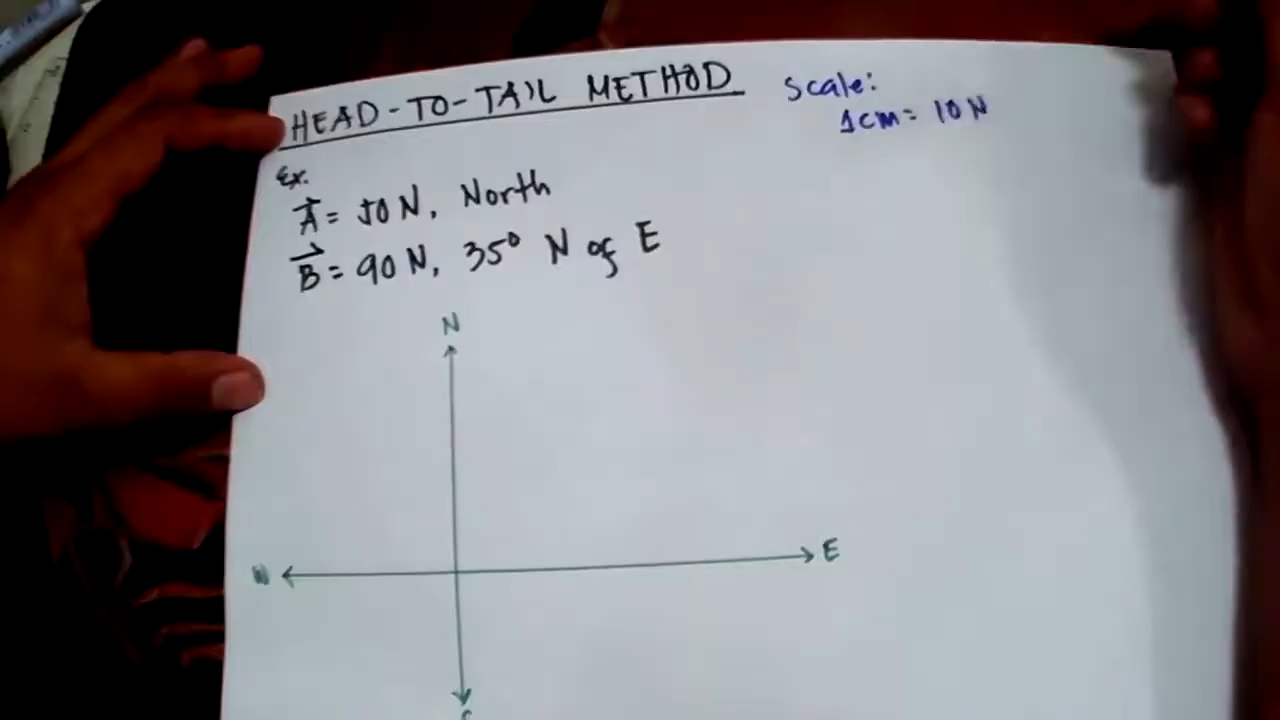 HEAD-TO-TAIL METHOD
Scale:
1cm = 10 N
Ex.
A = 50 N, North
B = 90 N, 35° N of E
N
E
W